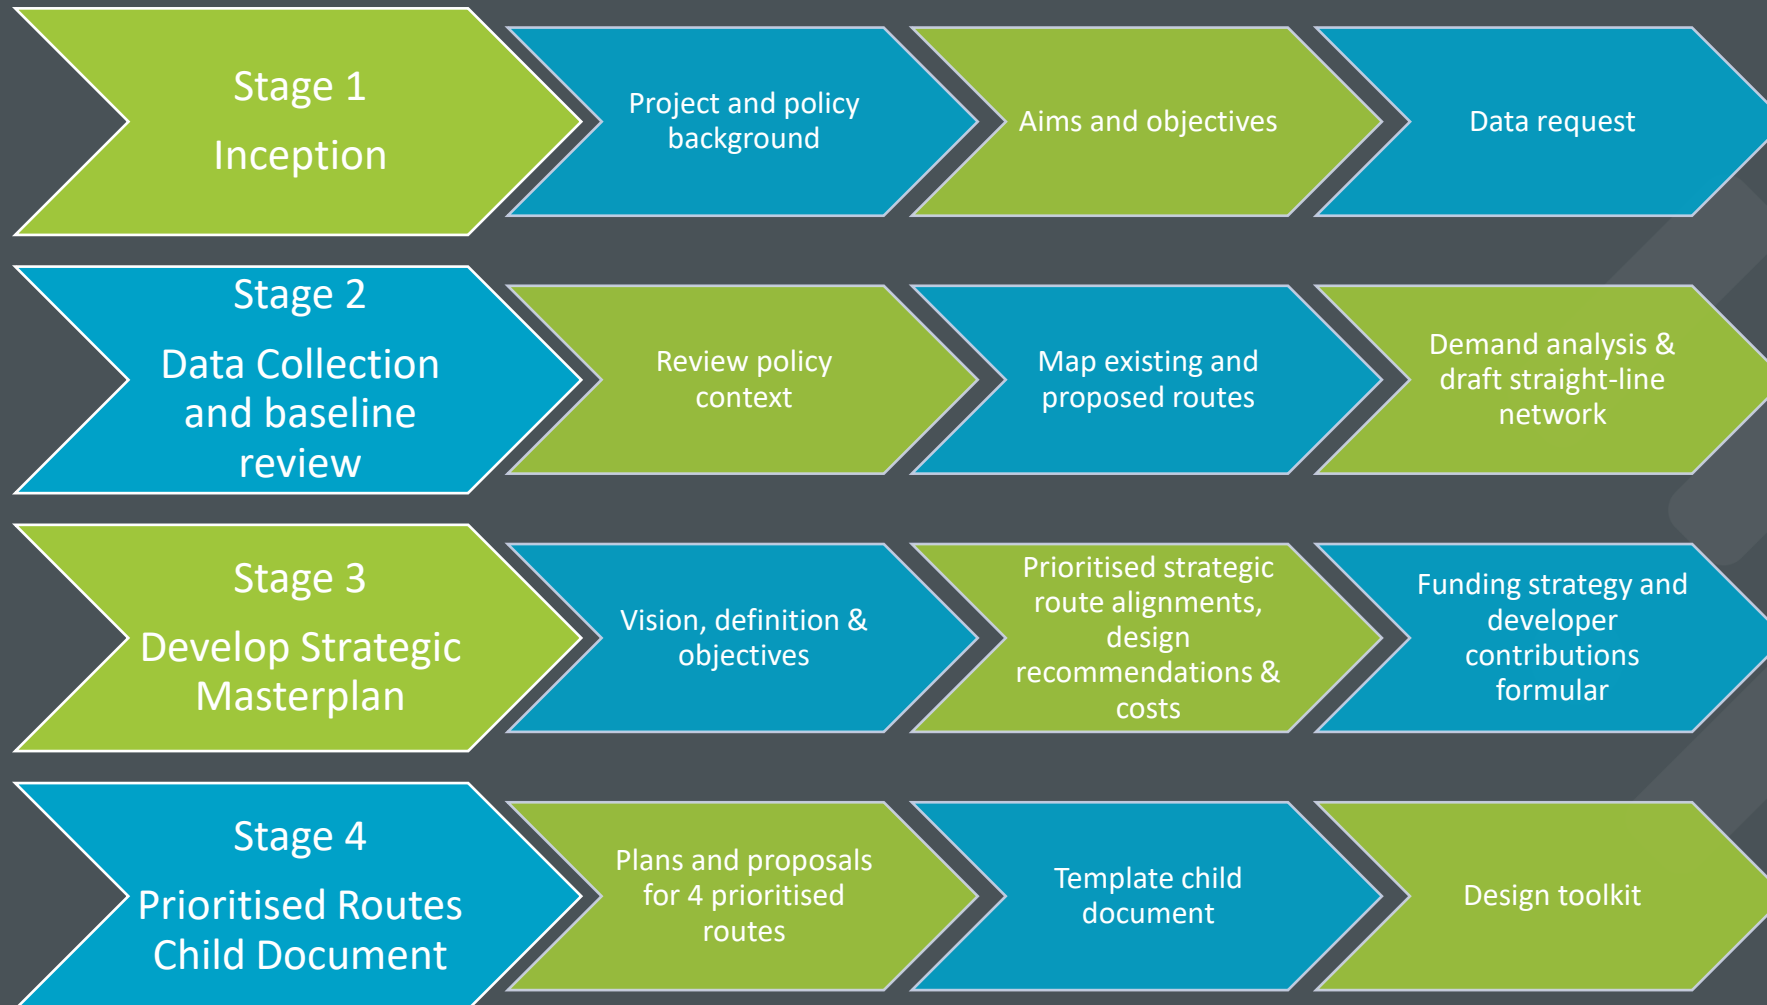 Stage 1
Inception
Project and policy
background
Aims and objectives
Data request
Stage 2
Data Collection
and baseline
review
Review policy
context
Map existing and
proposed routes
Demand analysis &
draft straight-line
network
Stage 3
Develop Strategic
Masterplan
Vision, definition &
objectives
Prioritised strategic
route alignments,
design
recommendations &
costs
Funding strategy and
developer
contributions
formular
Stage 4
Prioritised Routes
Child Document
Plans and proposals
for 4 prioritised
routes
Template child
document
Design toolkit